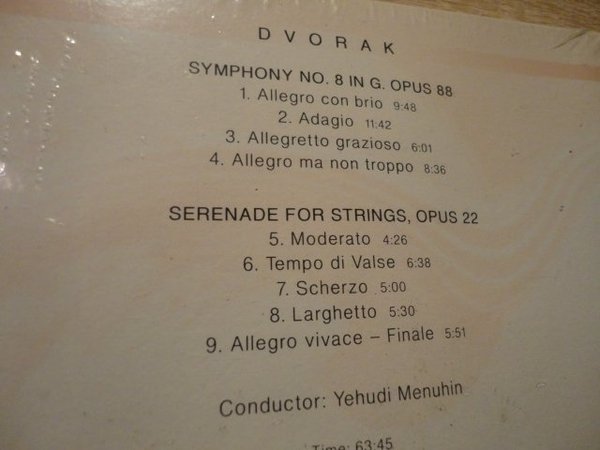 DVORAK
SYMPHONY NO. 8 IN G. OPUS 88
1. Allegro con brio 9:48
2. Adagio 11:42
3. Allegretto grazioso 6:01
4. Allegro ma non troppo 8:36
SERENADE FOR STRINGS, OPUS 22
5. Moderato 4:26
6. Tempo di Valse 6:38
7. Scherzo 5:00
8. Larghetto 5:30
9. Allegro vivace – Finale 5:51
Conductor: Yehudi Menuhin
Time: 63:45